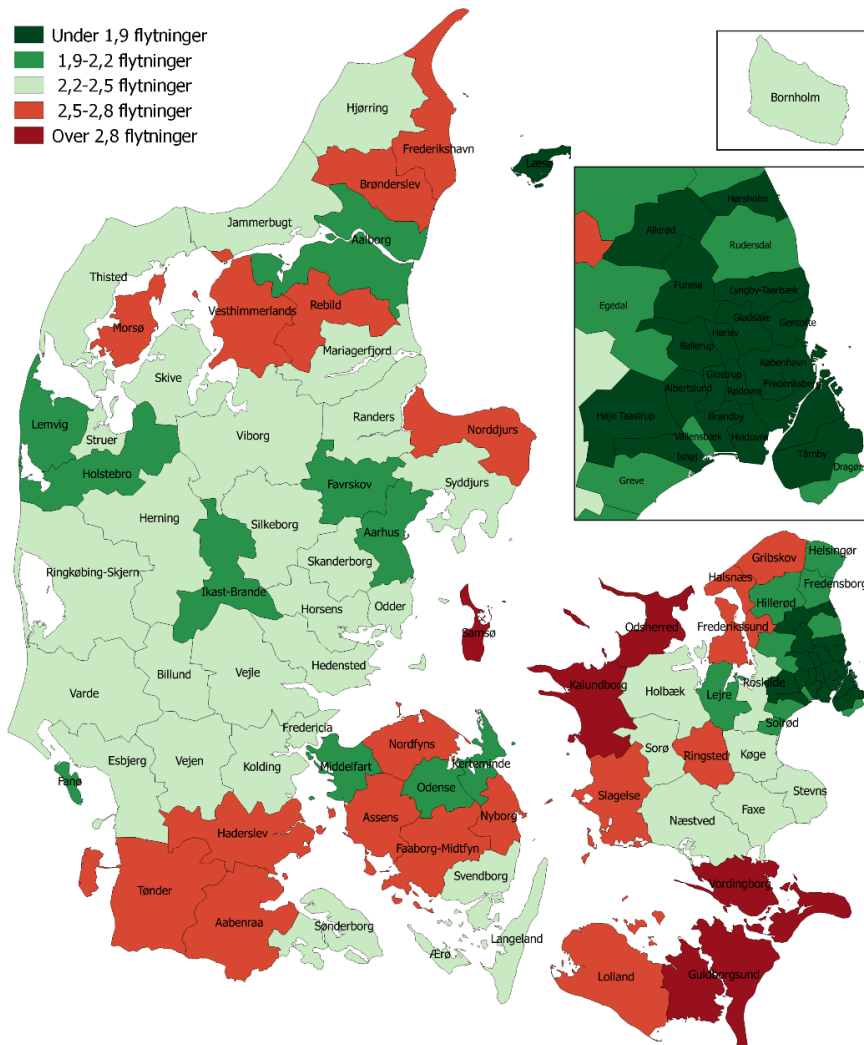 Under 1,9 flytninger
1,9-2,2 flytninger
2,2-2,5 flytninger
2,5-2,8 flytninger
Over 2,8 flytninger
Bornholm
Hjørring
Frederikshavn
Læsø
Brønderslev
Jammerbugt
Aalborg
Thisted
Vesthimmerlands
Rebild
Morsø
Mariagerfjord
Skive
Randers
Lemvig
Struer
Viborg
Norddjurs
Holstebro
Favrskov
Syddjurs
Herning
Silkeborg
Aarhus
Skanderborg
Ringkøbing-Skjern
Ikast-Brande
Horsens
Odder
Samsø
Hedensted
Billund
Vejle
Varde
Fredericia
Esbjerg
Vejen
Kolding
Fanø
Middelfart
Nordfyns
Kerteminde
Odense
Haderslev
Assens
Nyborg
Faaborg-Midtfyn
Tønder
Aabenraa
Svendborg
Sønderborg
Langeland
Ærø
Hørsholm
Allerød
Rudersdal
Furesø
Lyngby-Taarbæk
Egedal
Gladsaxe
Gentofte
Herlev
Ballerup
København
Glostrup
Albertslund
Rødovre
Frederiksberg
Høje Taastrup
Brøndby
Vallensbæk
Hvidovre
Ishøj
Tårnby
Dragør
Greve
Gribskov
Helsingør
Halsnæs
Fredensborg
Hillerød
Odsherred
Frederikssund
Kalundborg
Holbæk
Lejre
Roskilde
Solrød
Sorø
Ringsted
Køge
Slagelse
Stevns
Næstved
Faxe
Vordingborg
Lolland
Guldborgsund